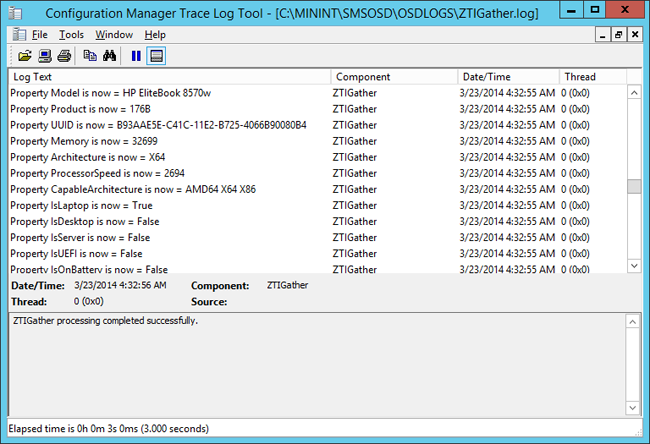 Configuration Manager Trace Log Tool - [C:\MININT\SMSOSD\OSDLOGS\ZTIGather.log]
File Tools Window Help
Log Text Component Date/Time Thread
Property Model is now = HP EliteBook 8570w ZTIGather 3/23/2014 4:32:55 AM 0 (0x0)
Property Product is now = 176B ZTIGather 3/23/2014 4:32:55 AM 0 (0x0)
Property UUID is now = B93AAE5E-C41C-11E2-B725-4066B90080B4 ZTIGather 3/23/2014 4:32:55 AM 0 (0x0)
Property Memory is now = 32699 ZTIGather 3/23/2014 4:32:55 AM 0 (0x0)
Property Architecture is now = X64 ZTIGather 3/23/2014 4:32:55 AM 0 (0x0)
Property ProcessorSpeed is now = 2694 ZTIGather 3/23/2014 4:32:55 AM 0 (0x0)
Property CapableArchitecture is now = AMD64 X64 X86 ZTIGather 3/23/2014 4:32:55 AM 0 (0x0)
Property IsLaptop is now = True ZTIGather 3/23/2014 4:32:55 AM 0 (0x0)
Property IsDesktop is now = False ZTIGather 3/23/2014 4:32:55 AM 0 (0x0)
Property IsServer is now = False ZTIGather 3/23/2014 4:32:55 AM 0 (0x0)
Property IsUEFI is now = False ZTIGather 3/23/2014 4:32:55 AM 0 (0x0)
Property IsOnBattery is now = False ZTIGather 3/23/2014 4:32:55 AM 0 (0x0)
Date/Time: 3/23/2014 4:32:56 AM Component: ZTIGather
Thread: 0 (0x0) Source:
ZTIGather processing completed successfully.
Elapsed time is 0h 0m 3s 0ms (3.000 seconds)